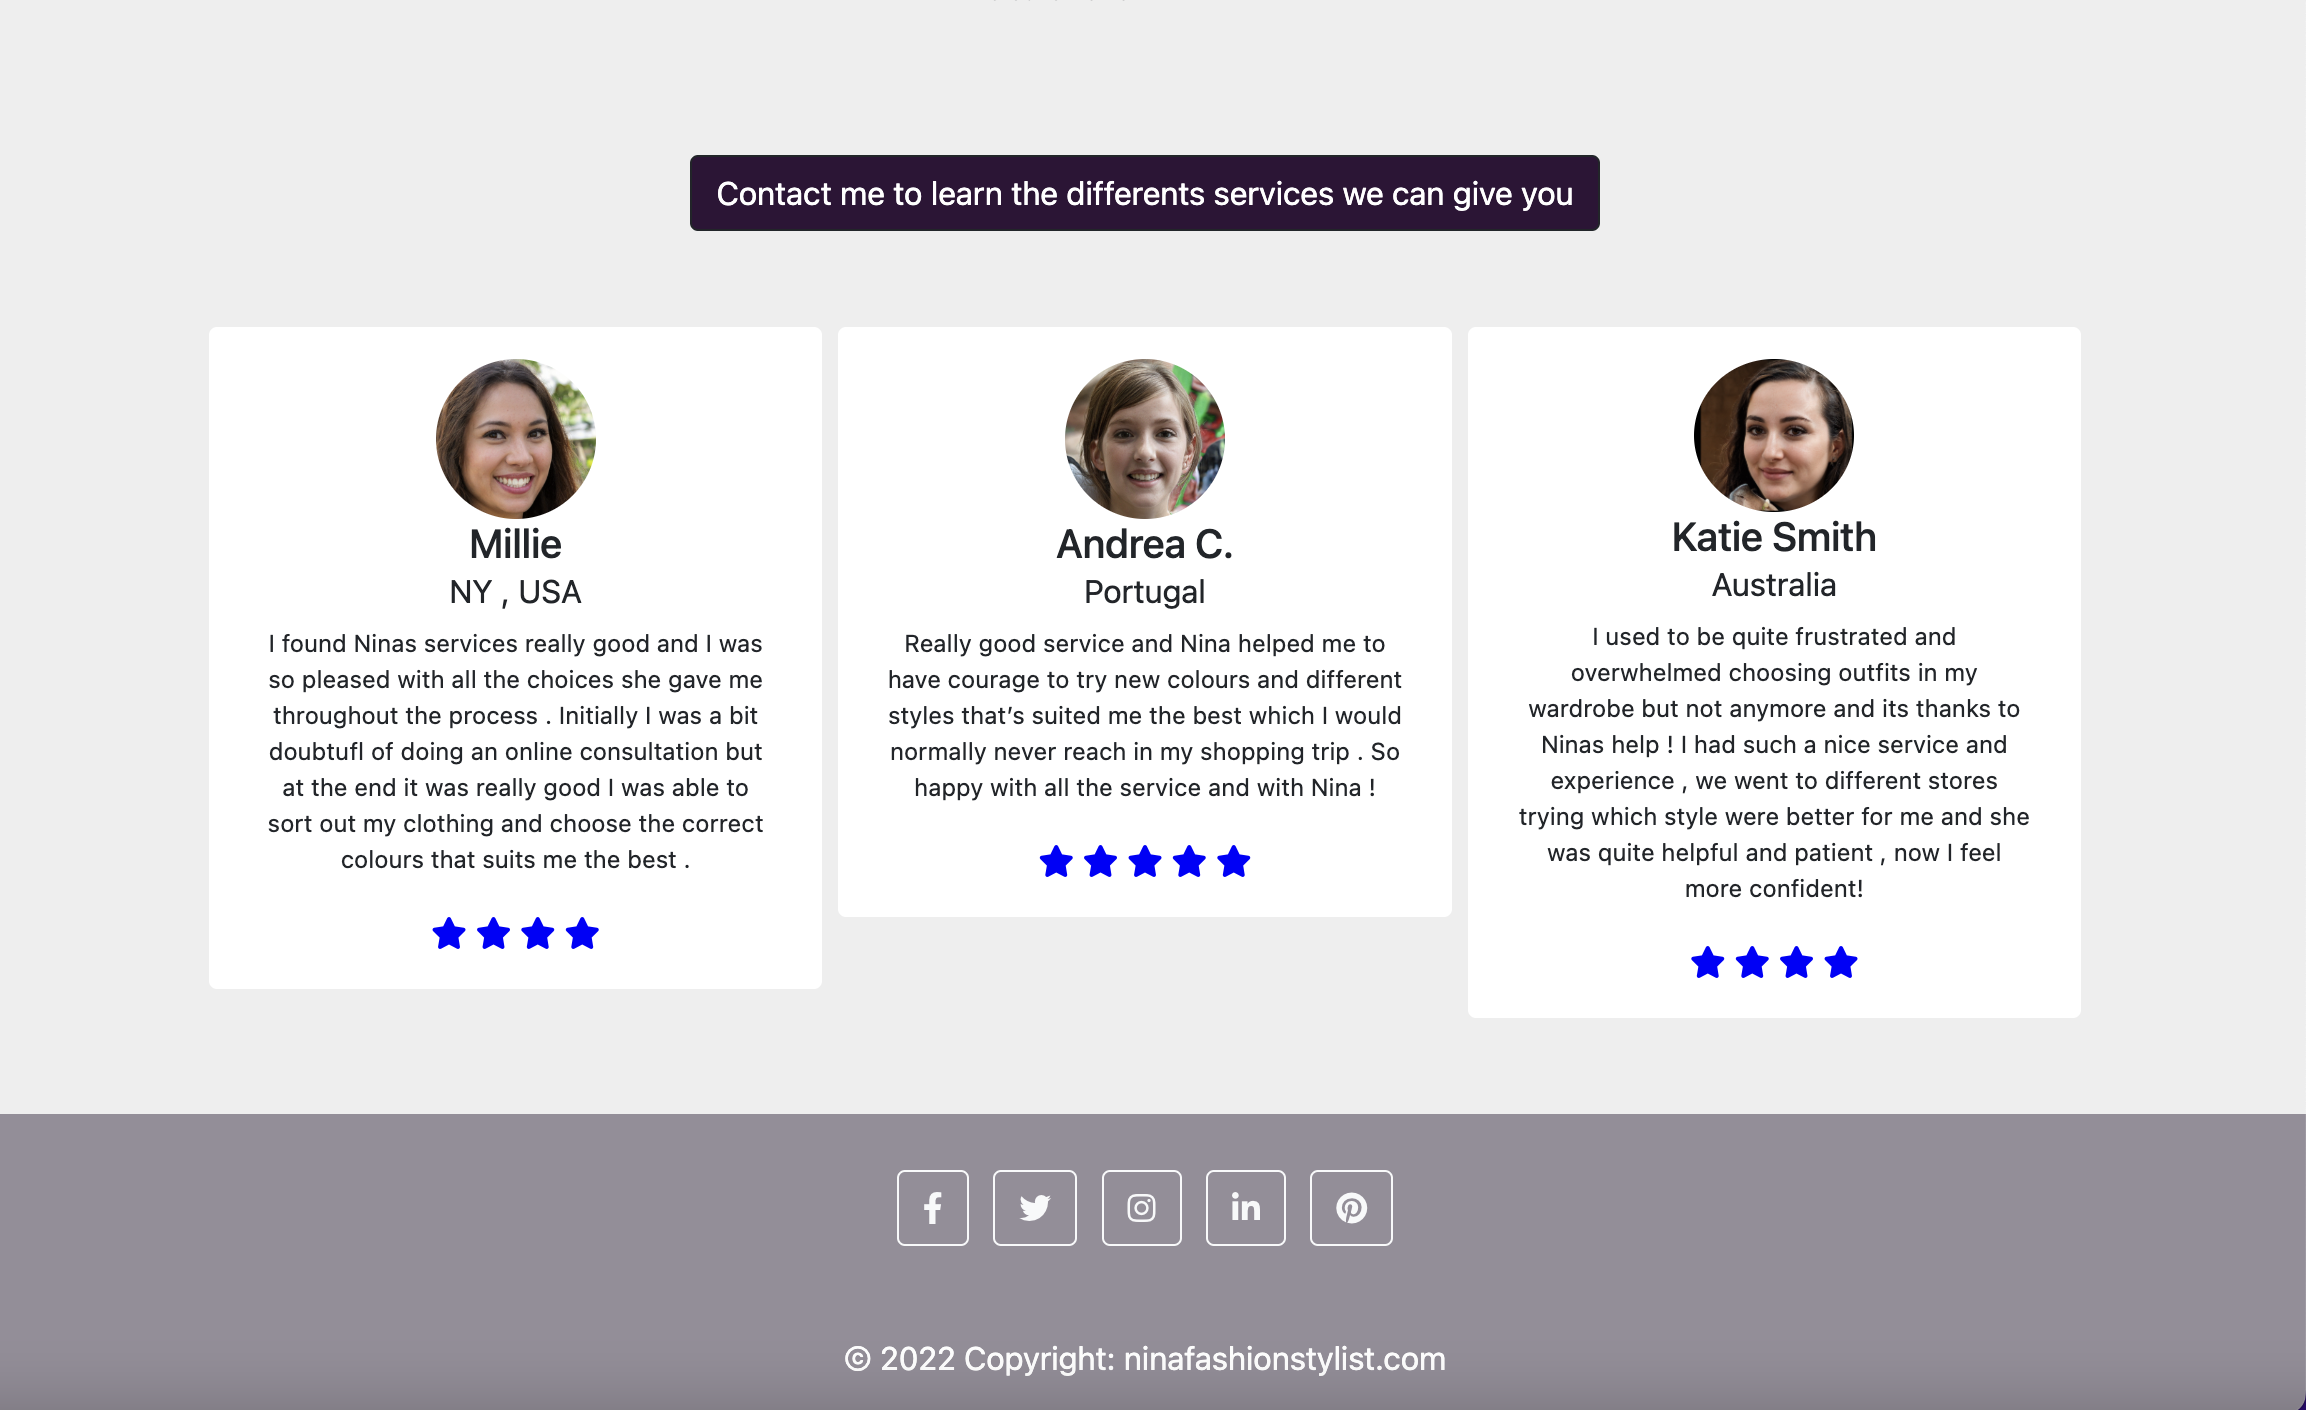 Contact me to learn the differents services we can give you
Millie
NY , USA
I found Ninas services really good and I was
so pleased with all the choices she gave me
throughout the process . Initially I was a bit
doubtufl of doing an online consultation but
at the end it was really good I was able to
sort out my clothing and choose the correct
colours that suits me the best .
Andrea C.
Portugal
Really good service and Nina helped me to
have courage to try new colours and different
styles that’s suited me the best which I would
normally never reach in my shopping trip . So
happy with all the service and with Nina !
Katie Smith
Australia
I used to be quite frustrated and
overwhelmed choosing outfits in my
wardrobe but not anymore and its thanks to
Ninas help ! I had such a nice service and
experience , we went to different stores
trying which style were better for me and she
was quite helpful and patient , now I feel
more confident!
© 2022 Copyright: ninafashionstylist.com